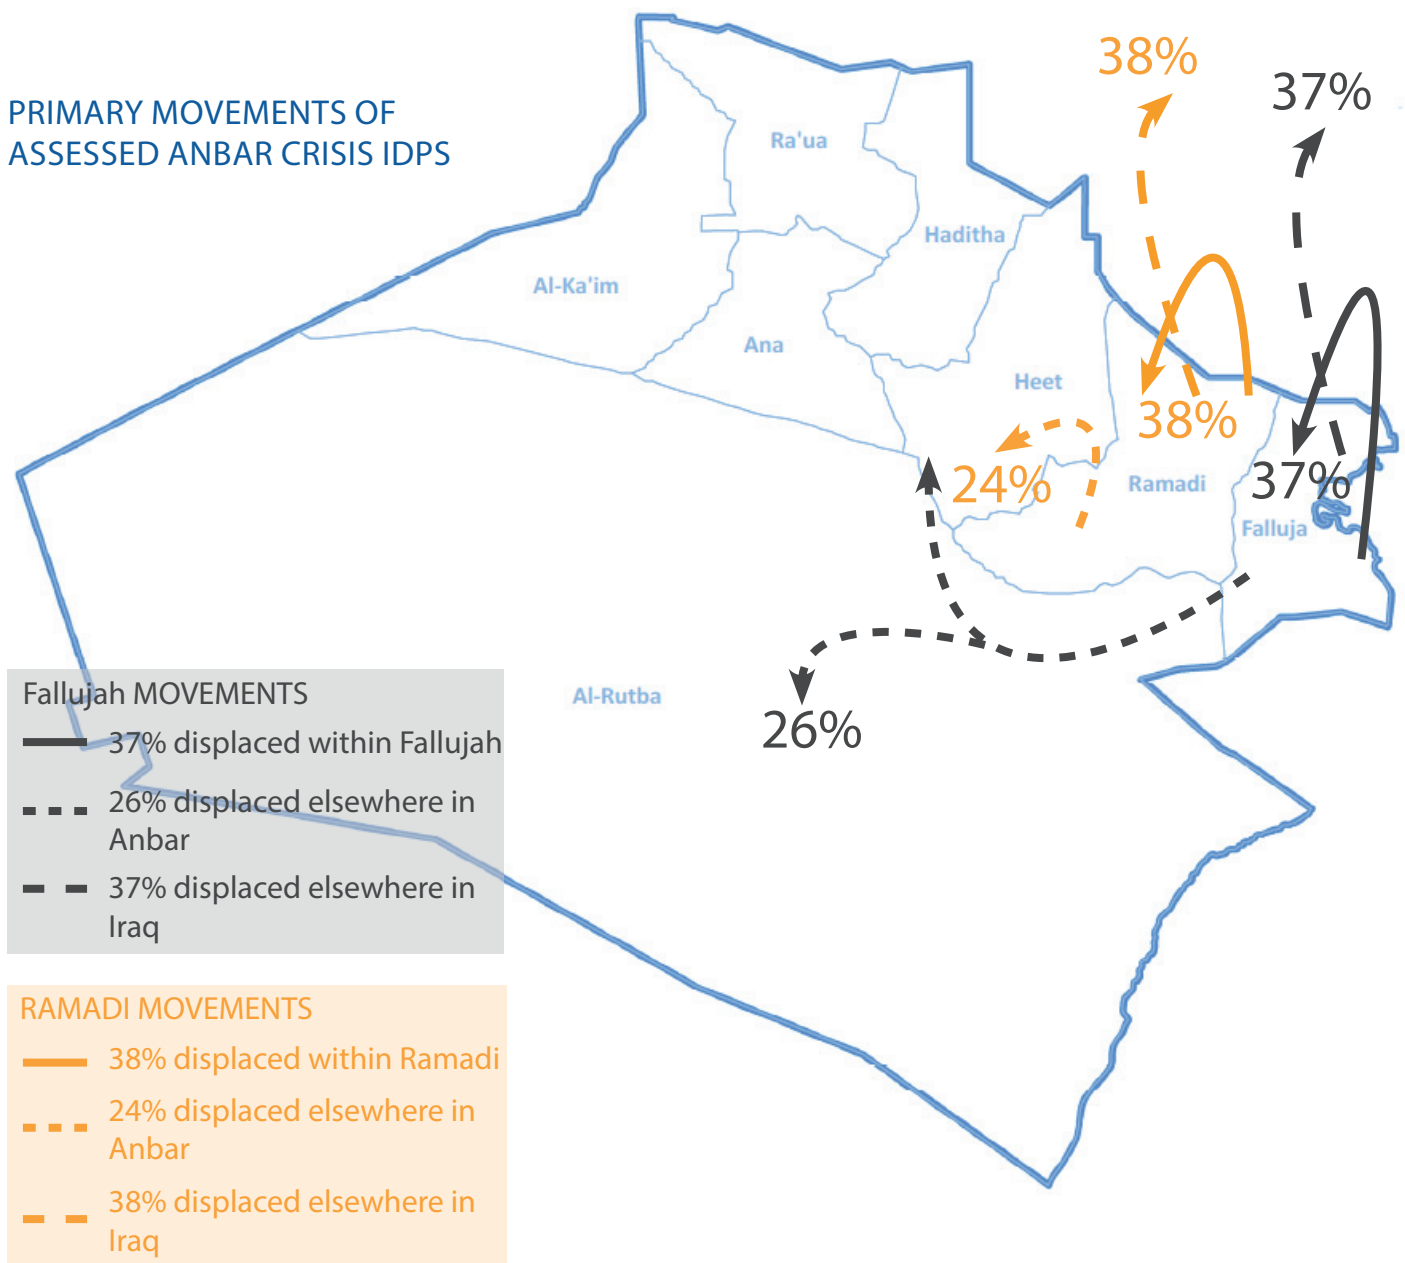 PRIMARY MOVEMENTS OF
ASSESSED ANBAR CRISIS IDPS
38%
37%
Ra'ua
Haditha
Al-Ka'im
Ana
Heet
38%
24%
Ramadi
37%
Falluja
Al-Rutba
26%
Fallujah MOVEMENTS
37% displaced within Fallujah
26% displaced elsewhere in
Anbar
37% displaced elsewhere in
Iraq
RAMADI MOVEMENTS
38% displaced within Ramadi
24% displaced elsewhere in
Anbar
38% displaced elsewhere in
Iraq